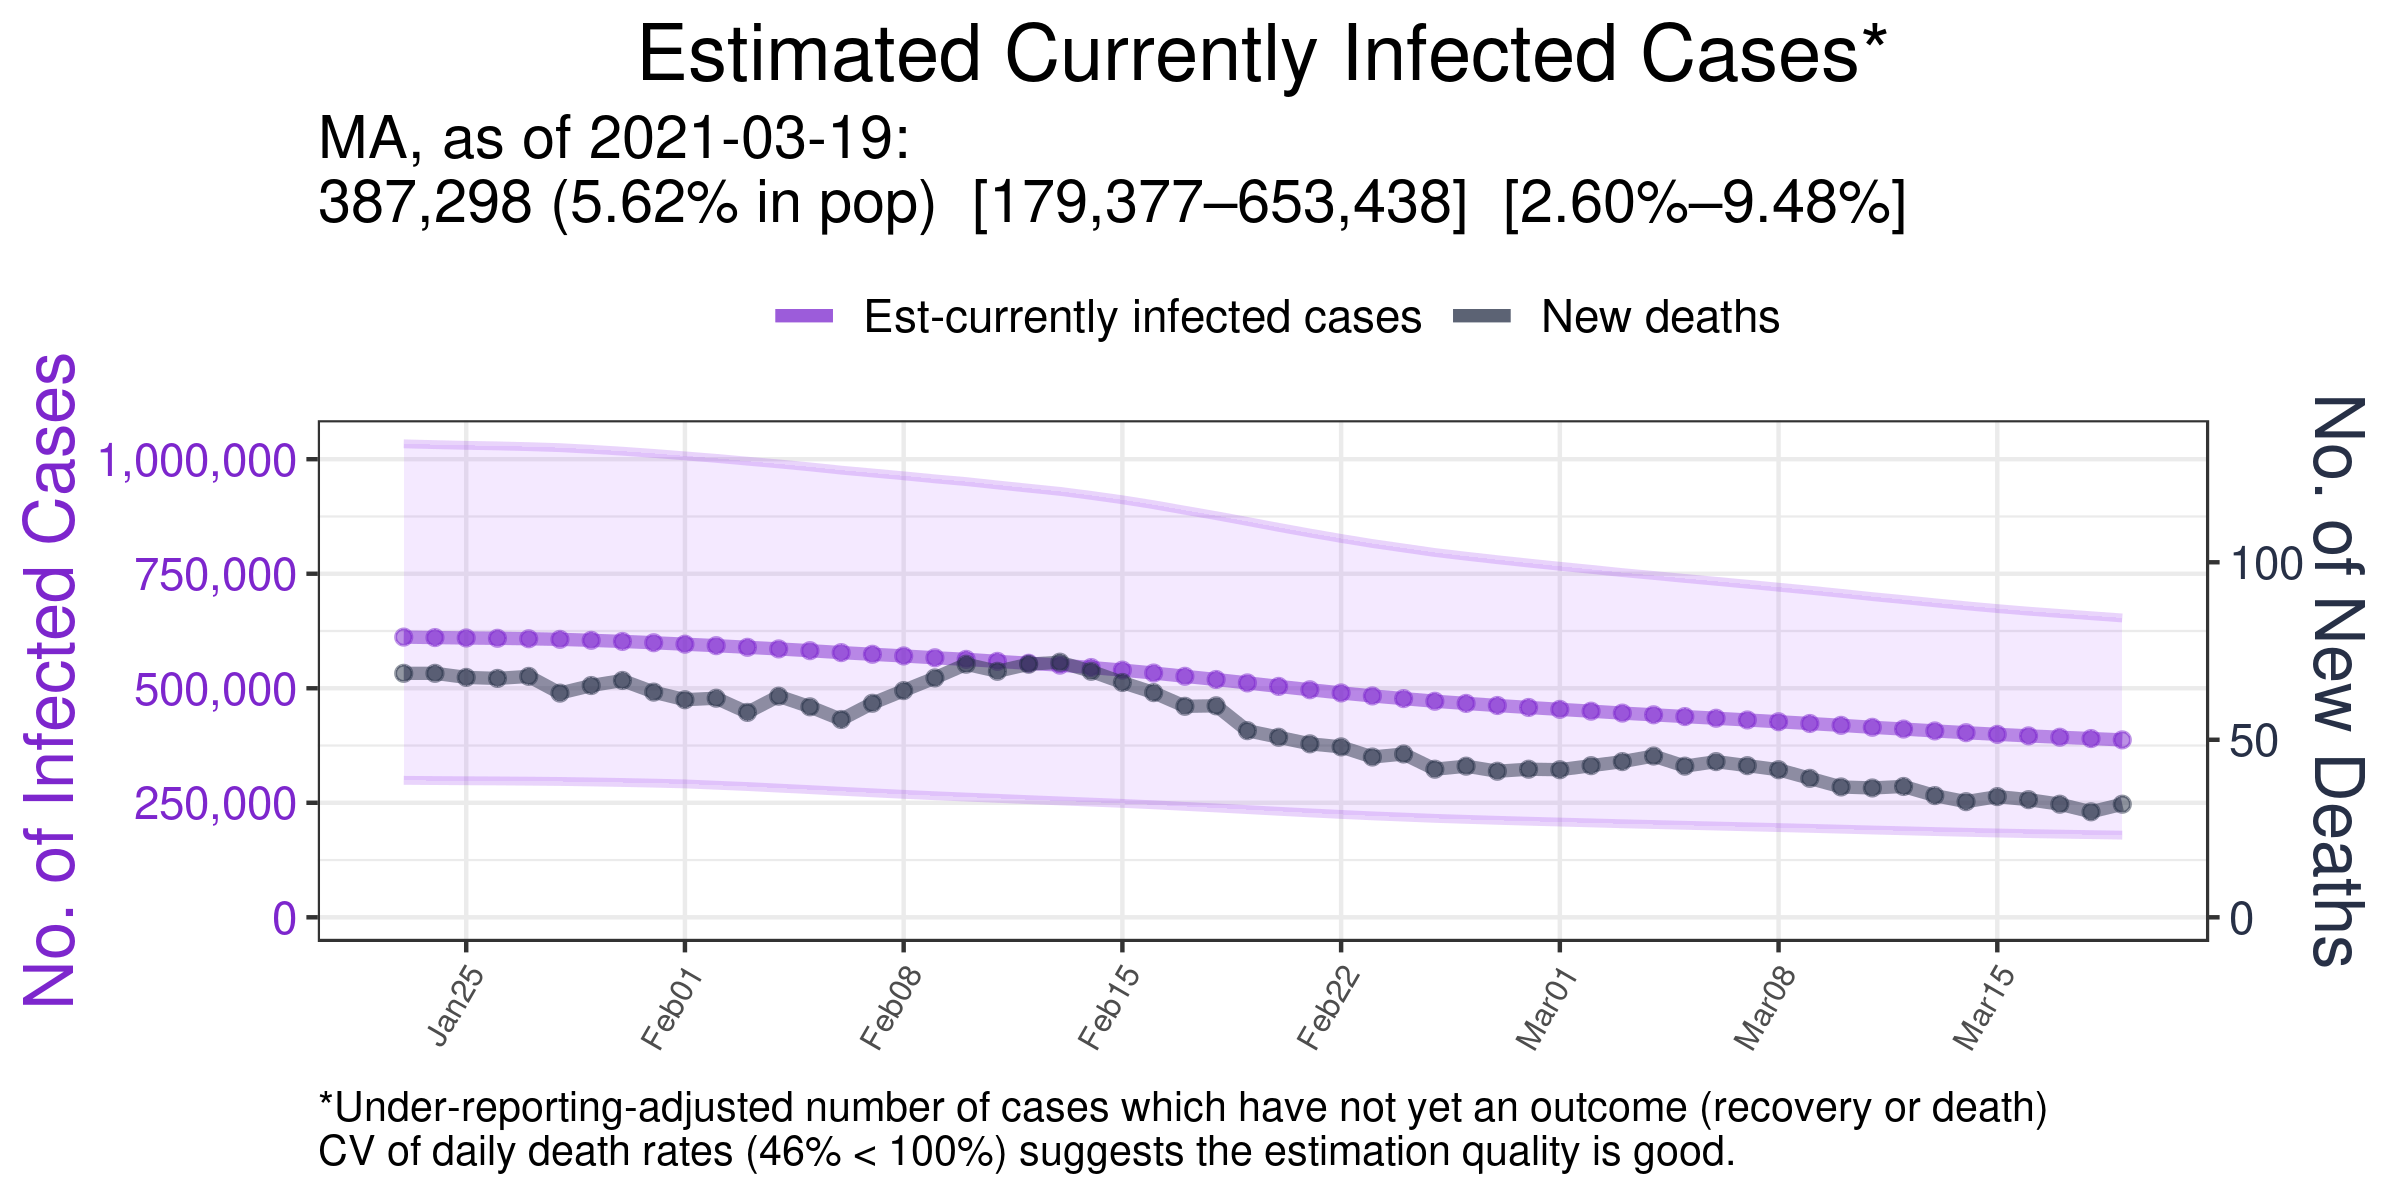 Estimated Currently Infected Cases*
MA, as of 2021-03-19:
387,298 (5.62% in pop) [179,377–653,438] [2.60%–9.48%]
Est-currently infected cases New deaths
No. of Infected Cases
1,000,000
750,000
500,000
250,000
0
No. of New Deaths
100
50
0
Jan25 Feb01 Feb08 Feb15 Feb22 Mar01 Mar08 Mar15
*Under-reporting-adjusted number of cases which have not yet an outcome (recovery or death)
CV of daily death rates (46% < 100%) suggests the estimation quality is good.